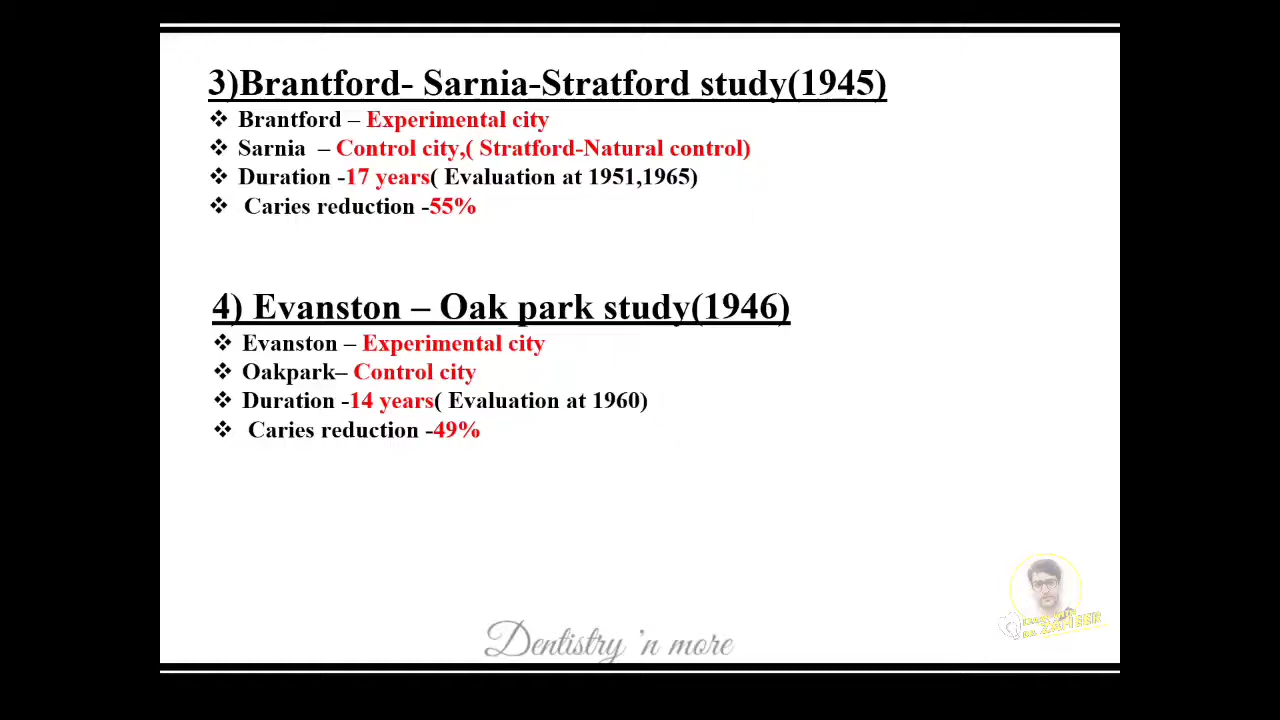 3)Brantford- Sarnia-Stratford study(1945)
❖ Brantford – Experimental city
❖ Sarnia – Control city,( Stratford-Natural control)
❖ Duration -17 years( Evaluation at 1951,1965)
❖ Caries reduction -55%
4) Evanston – Oak park study(1946)
❖ Evanston – Experimental city
❖ Oakpark– Control city
❖ Duration -14 years( Evaluation at 1960)
❖ Caries reduction -49%
Dentistry 'n more